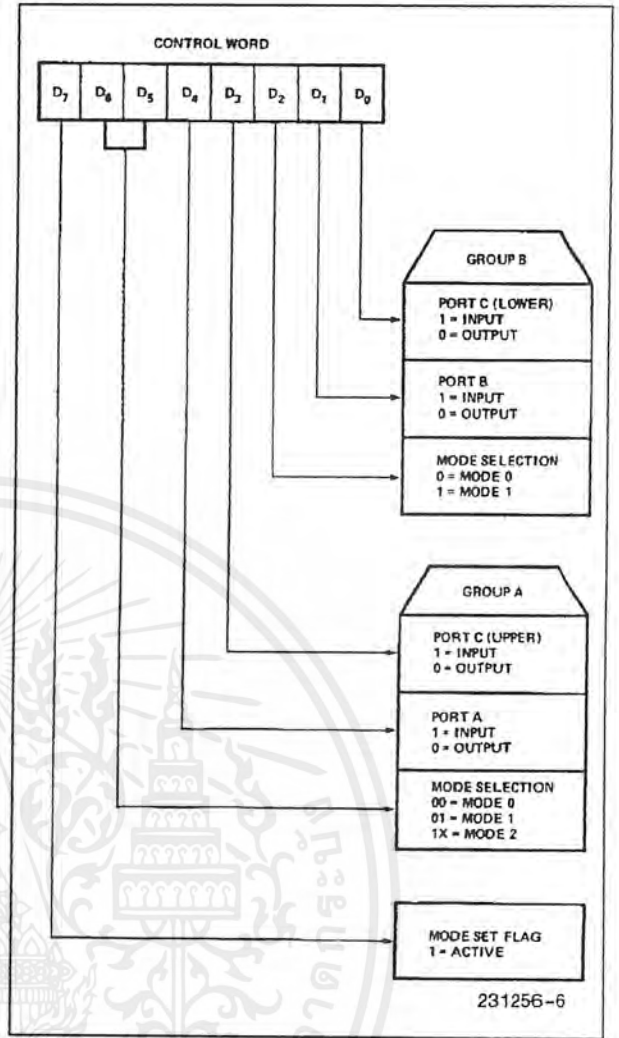 CONTROL WORD
D7 D6 D5 D4 D3 D2 D1 D0
GROUP B
PORT C (LOWER)
1 = INPUT
0 = OUTPUT
PORT B
1 = INPUT
0 = OUTPUT
MODE SELECTION
0 = MODE 0
1 = MODE 1
GROUP A
PORT C (UPPER)
1 = INPUT
0 = OUTPUT
PORT A
1 = INPUT
0 = OUTPUT
MODE SELECTION
00 = MODE 0
01 = MODE 1
1X = MODE 2
MODE SET FLAG
1 = ACTIVE
231256-6